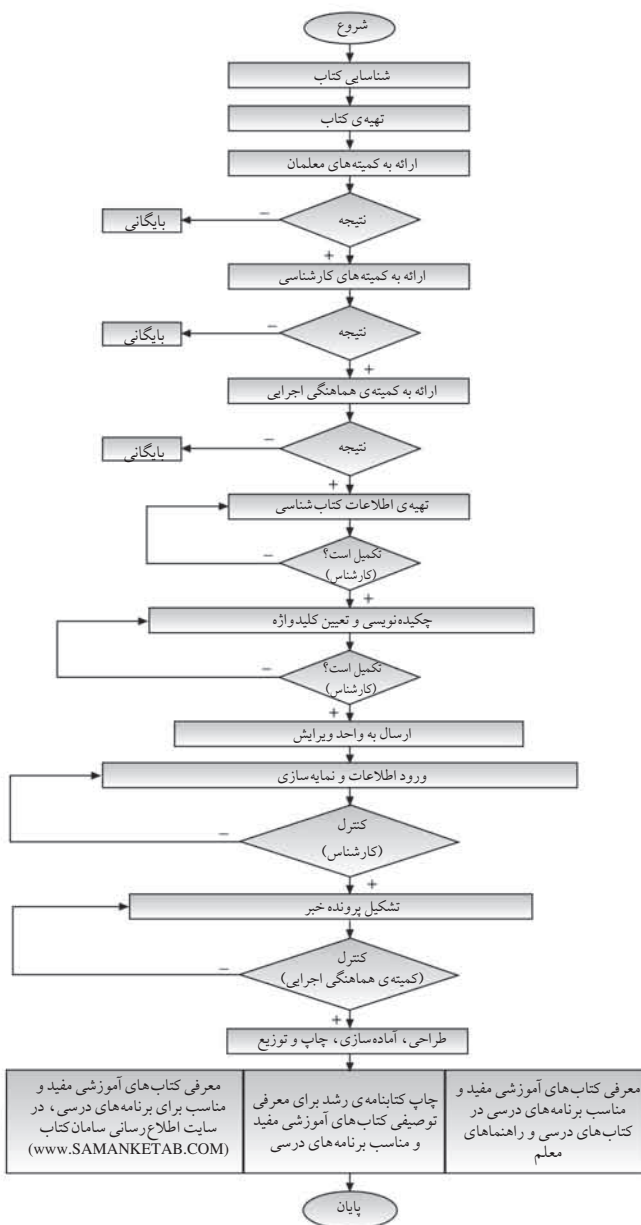 شروع
شناسایی کتاب
تهیه‌ی کتاب
ارائه به کمیته‌های معلمان
نتیجه
−
بایگانی
+
ارائه به کمیته‌های کارشناسی
نتیجه
−
بایگانی
+
ارائه به کمیته‌ی هماهنگی اجرایی
نتیجه
−
بایگانی
+
تهیه‌ی اطلاعات کتاب‌شناسی
تکمیل است؟
(کارشناس)
−
+
چکیده‌نویسی و تعیین کلیدواژه
تکمیل است؟
(کارشناس)
−
+
ارسال به واحد ویرایش
ورود اطلاعات و نمایه‌سازی
کنترل
(کارشناس)
−
+
تشکیل پرونده خبر
کنترل
(کمیته‌ی هماهنگی اجرایی)
−
+
طراحی، آماده‌سازی، چاپ و توزیع
معرفی کتاب‌های آموزشی مفید و
مناسب برنامه‌های درسی در
کتاب‌های درسی و راهنماهای
معلم
چاپ کتابنامه‌ی رشد برای معرفی
توصیفی کتاب‌های آموزشی مفید
و مناسب برنامه‌های درسی
معرفی کتاب‌های آموزشی مفید و
مناسب برای برنامه‌های درسی، در
سایت اطلاع رسانی سامان‌کتاب
(www.SAMANKETAB.COM)
پایان